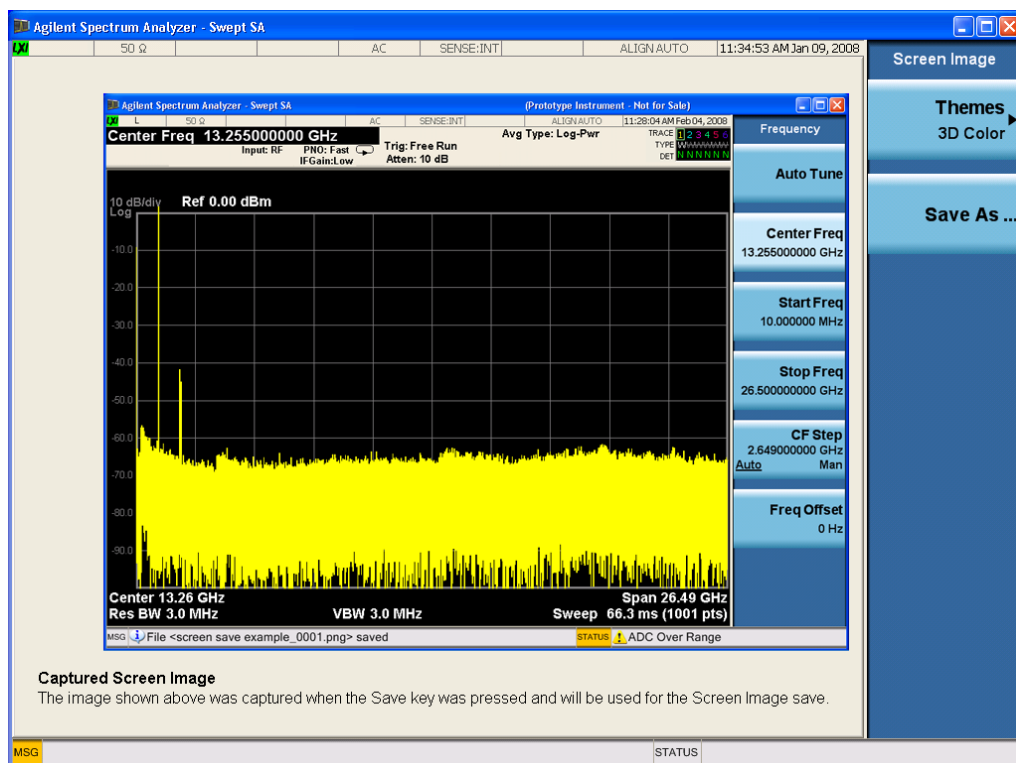 Agilent Spectrum Analyzer - Swept SA
LXI 50 Ω AC SENSE:INT ALIGN AUTO 11:34:53 AM Jan 09, 2008
Screen Image
Themes
3D Color
Save As ...
Agilent Spectrum Analyzer - Swept SA (Prototype Instrument - Not for Sale)
LXI L 50 Ω AC SENSE:INT ALIGNAUTO 11:28:04 AM Feb 04, 2008
Center Freq 13.255000000 GHz
Input: RF PNO: Fast
IFGain:Low
Trig: Free Run
Atten: 10 dB
Avg Type: Log-Pwr
TRACE 1 2 3 4 5 6
TYPE WWWWWW
DET N N N N N N
Frequency
Auto Tune
Center Freq
13.255000000 GHz
Start Freq
10.000000 MHz
Stop Freq
26.500000000 GHz
CF Step
2.649000000 GHz
Auto Man
Freq Offset
0 Hz
10 dB/div Ref 0.00 dBm
Log
-10.0
-20.0
-30.0
-40.0
-50.0
-60.0
-70.0
-80.0
-90.0
Center 13.26 GHz Span 26.49 GHz
Res BW 3.0 MHz VBW 3.0 MHz Sweep 66.3 ms (1001 pts)
MSG File <screen save example_0001.png> saved STATUS ADC Over Range
Captured Screen Image
The image shown above was captured when the Save key was pressed and will be used for the Screen Image save.
MSG STATUS